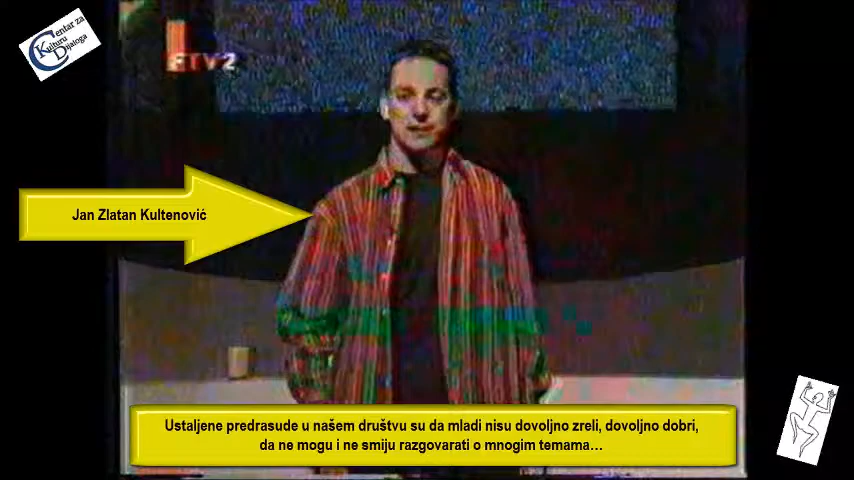 Centar za
Kulturu
Dijaloga
FTV2
Jan Zlatan Kultenović
Ustaljene predrasude u našem društvu su da mladi nisu dovoljno zreli, dovoljno dobri,
da ne mogu i ne smiju razgovarati o mnogim temama…